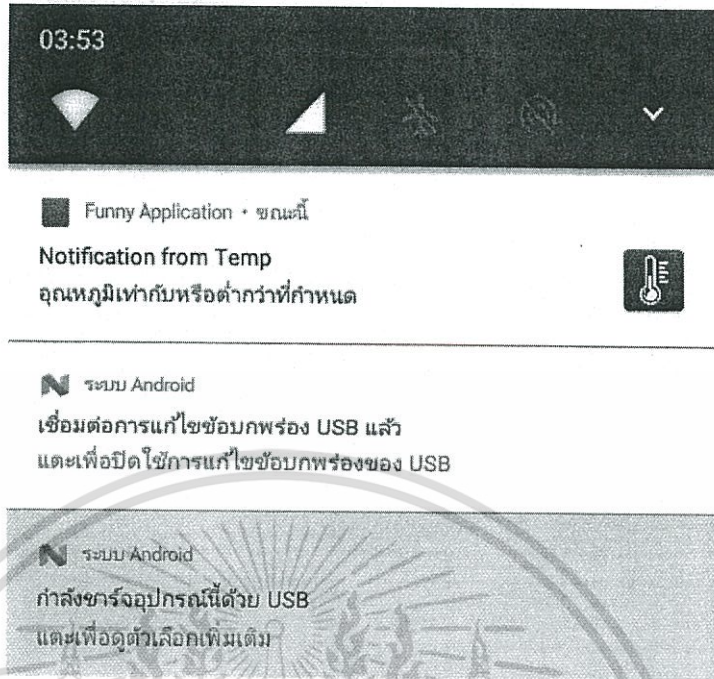 03:53
Funny Application • ขณะนี้
Notification from Temp
อุณหภูมิเท่ากับหรือต่ำกว่าที่กำหนด
ระบบ Android
เชื่อมต่อการแก้ไขข้อบกพร่อง USB แล้ว
แตะเพื่อปิดใช้การแก้ไขข้อบกพร่องของ USB
ระบบ Android
กำลังชาร์จอุปกรณ์นี้ด้วย USB
แตะเพื่อดูตัวเลือกเพิ่มเติม